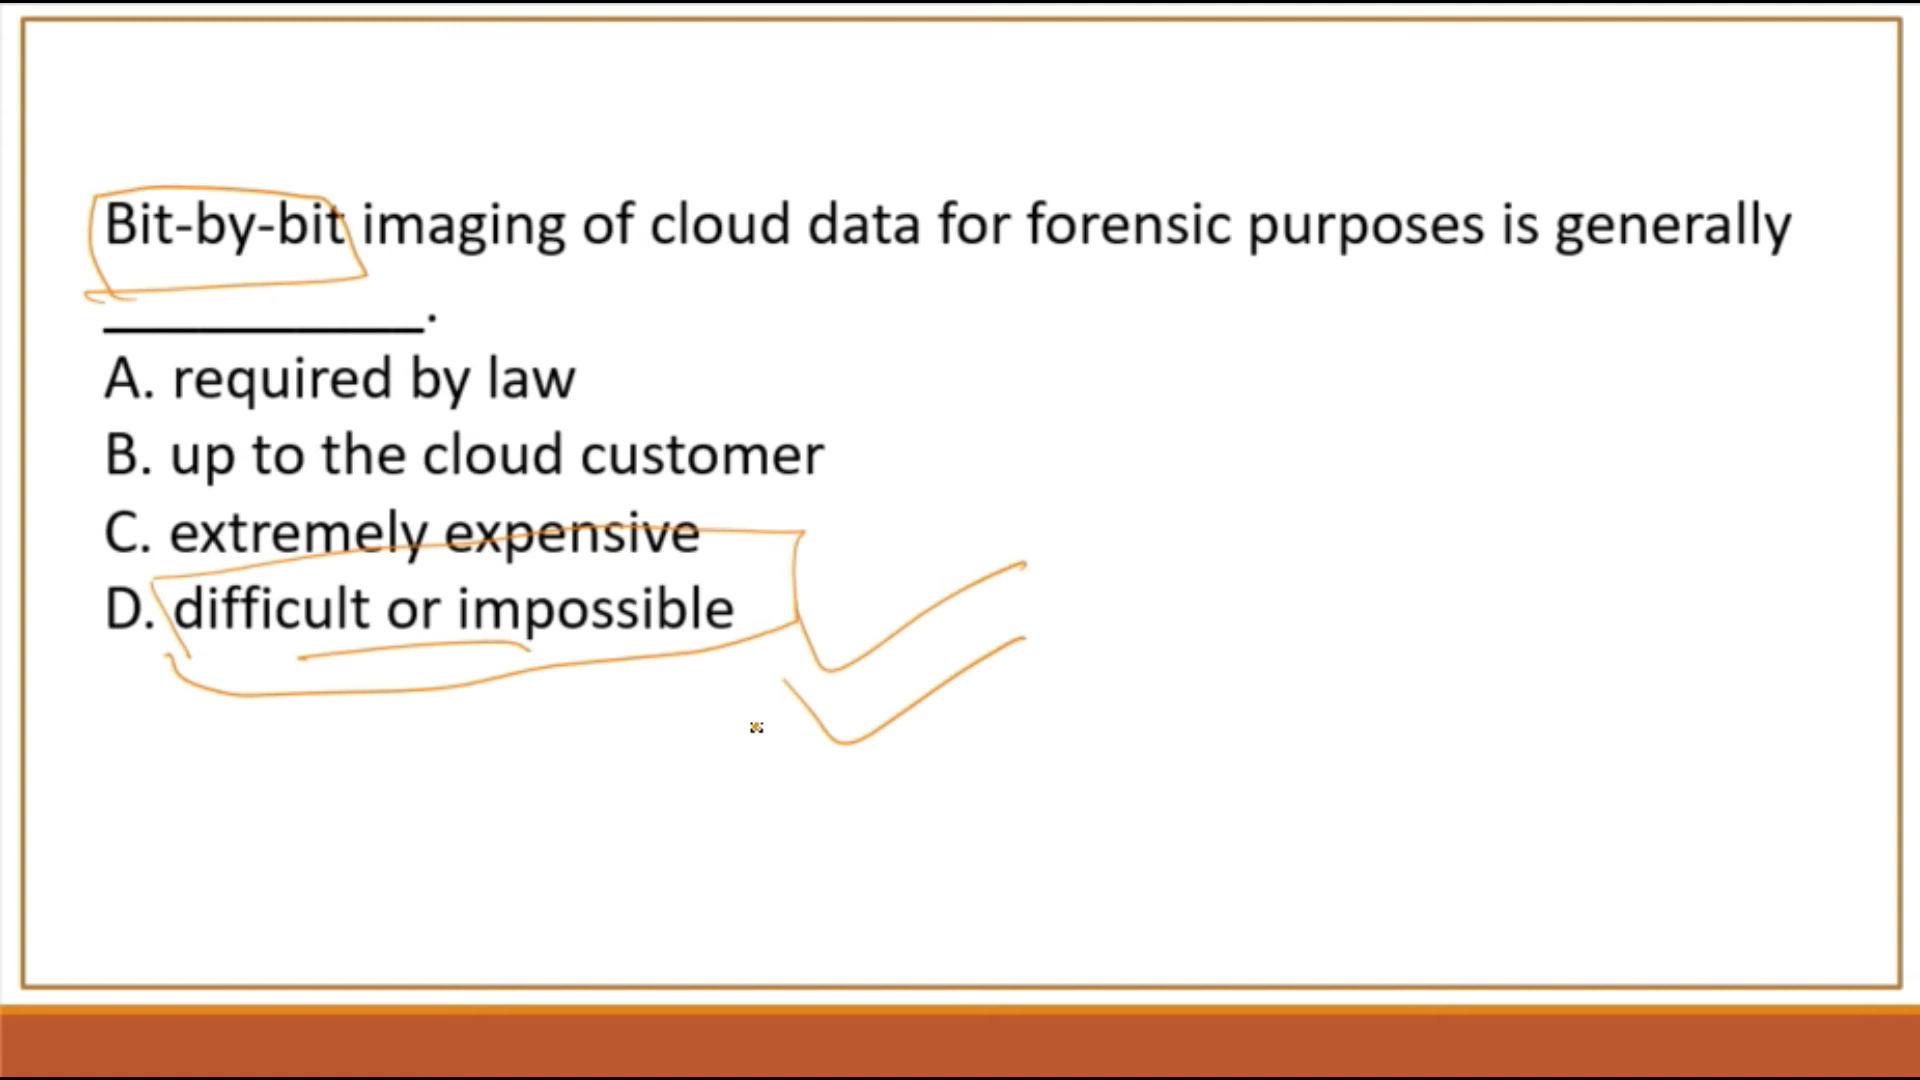 Bit-by-bit imaging of cloud data for forensic purposes is generally
___________.
A. required by law
B. up to the cloud customer
C. extremely expensive
D. difficult or impossible